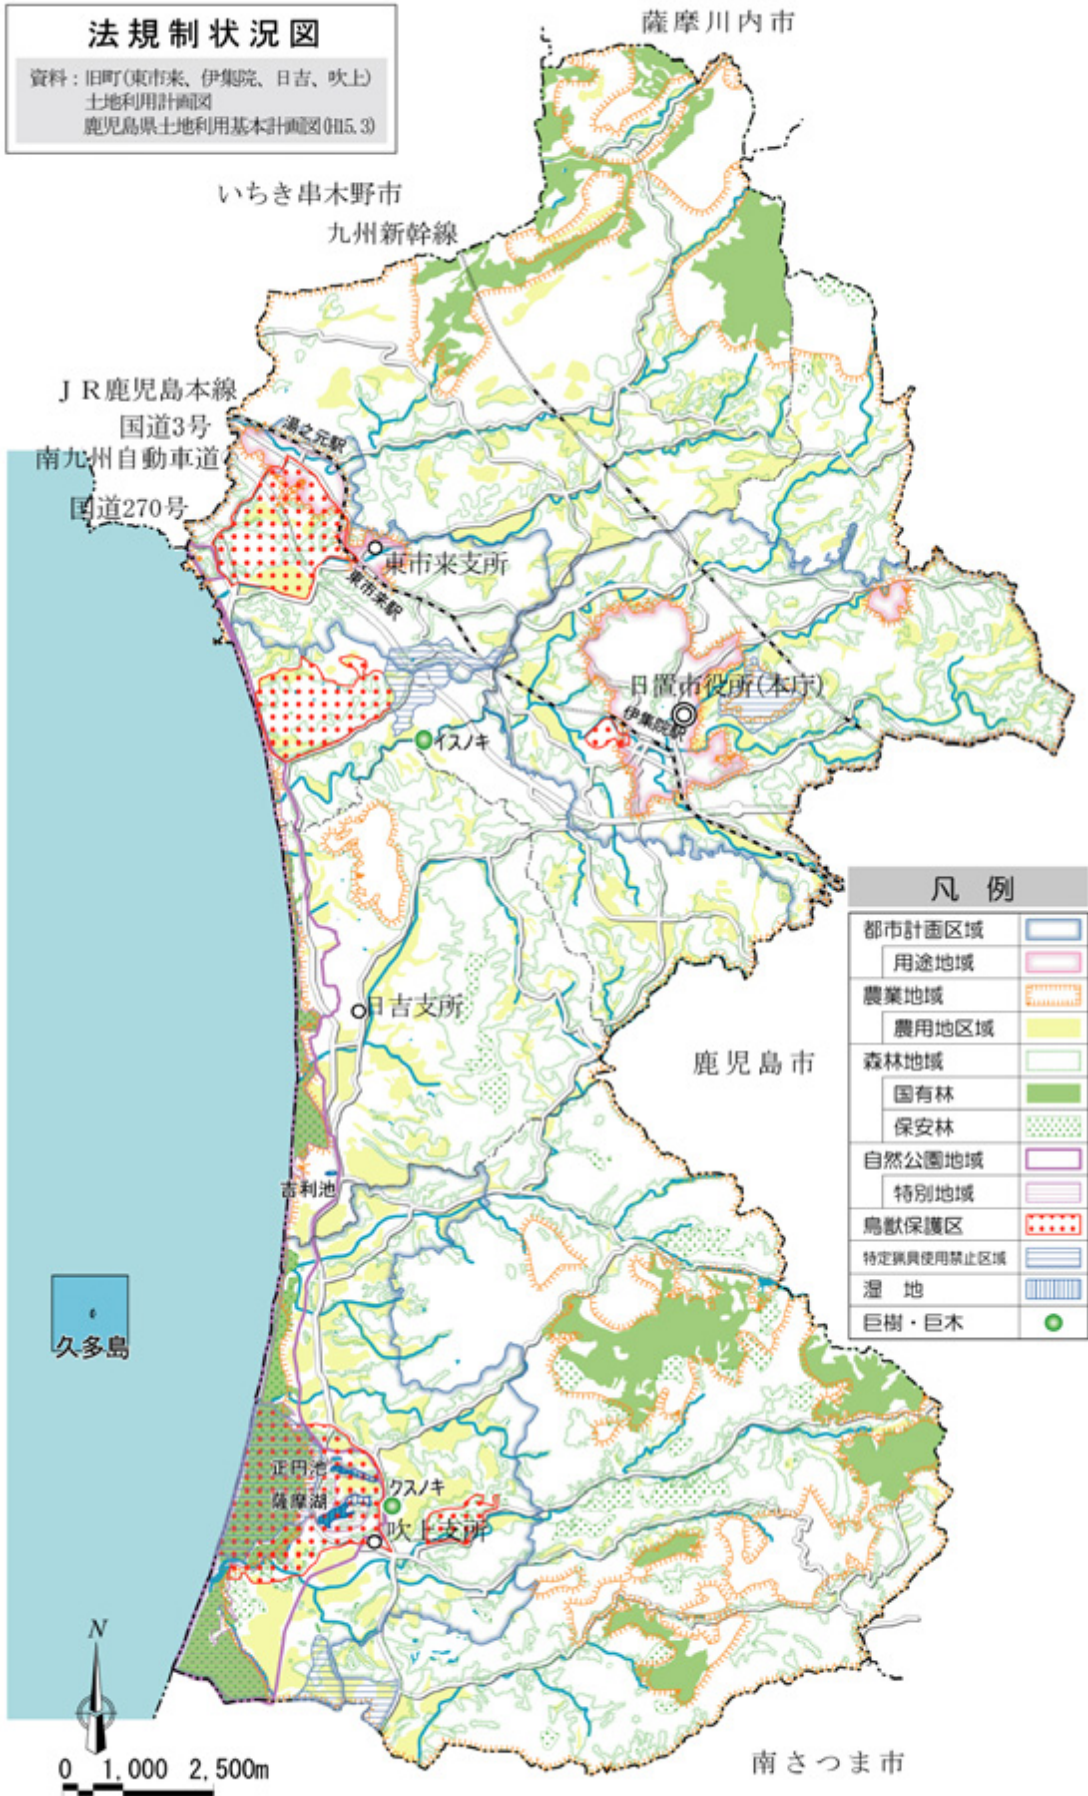 法規制状況図
資料：旧町(東市来、伊集院、日吉、吹上)
土地利用計画図
鹿児島県土地利用基本計画図(H15.3)
薩摩川内市
いちき串木野市
九州新幹線
ＪＲ鹿児島本線
国道3号
南九州自動車道
国道270号
湯之元駅
東市来支所
東市来駅
日置市役所(本庁)
伊集院駅
イスノキ
日吉支所
鹿児島市
吉利池
久多島
正円池
薩摩湖
クスノキ
吹上支所
南さつま市
凡 例
都市計画区域
用途地域
農業地域
農用地区域
森林地域
国有林
保安林
自然公園地域
特別地域
鳥獣保護区
特定猟具使用禁止区域
湿 地
巨樹・巨木
N
0 1,000 2,500m